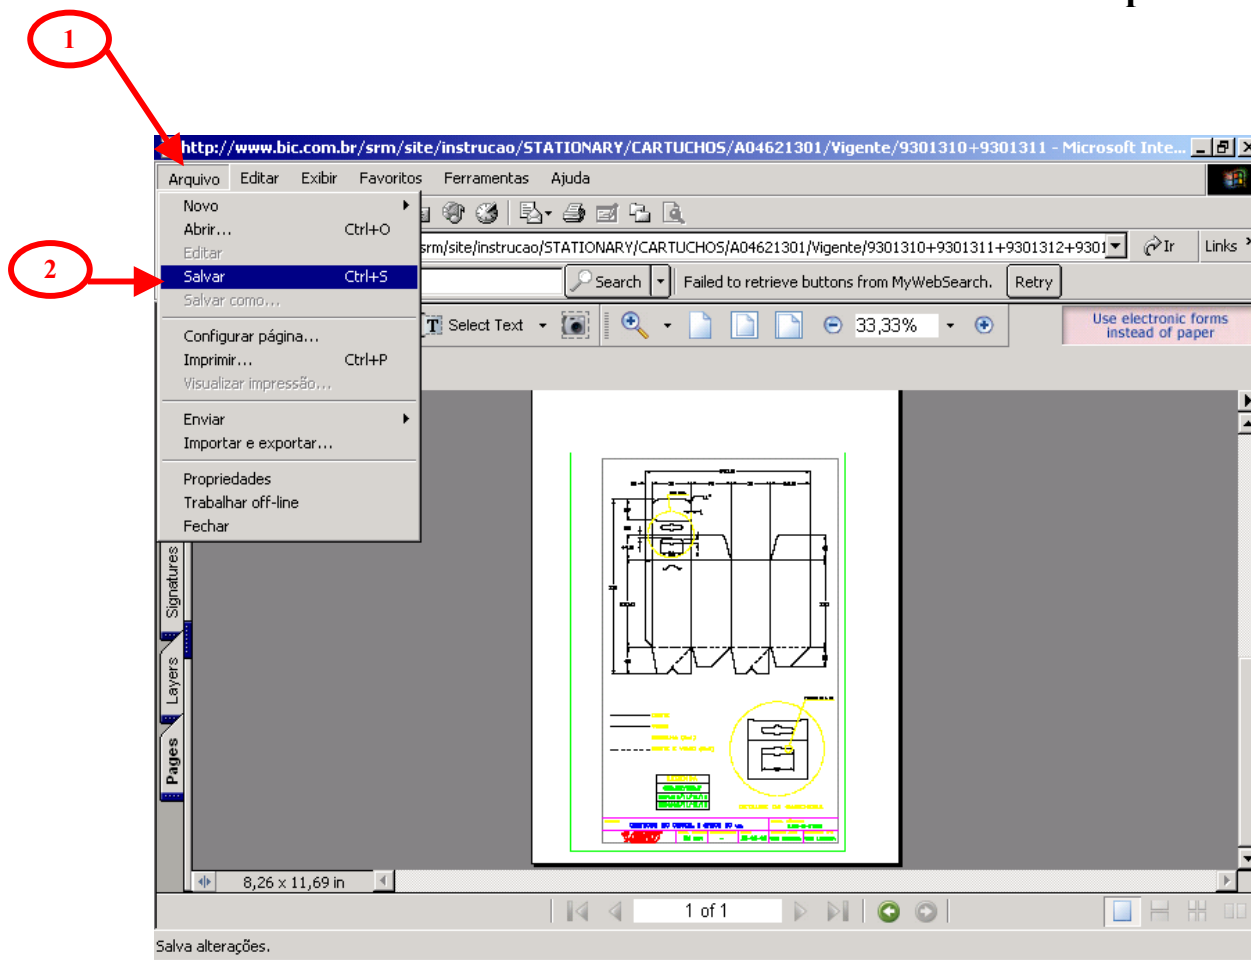 1
http://www.bic.com.br/srm/site/instrucao/STATIONARY/CARTUCHOS/A04621301/Vigente/9301310+9301311 - Microsoft Inte...
Arquivo Editar Exibir Favoritos Ferramentas Ajuda
Novo
Abrir... Ctrl+O
srm/site/instrucao/STATIONARY/CARTUCHOS/A04621301/Vigente/9301310+9301311+9301312+9301 Ir Links
Editar
2
Salvar Ctrl+S
Search Failed to retrieve buttons from MyWebSearch. Retry
Salvar como...
Select Text 33,33% Use electronic forms
instead of paper
Configurar página...
Imprimir... Ctrl+P
Visualizar impressão...
Enviar
Importar e exportar...
Propriedades
Trabalhar off-line
Fechar
Signatures
Layers
Pages
8,26 x 11,69 in
1 of 1
Salva alterações.